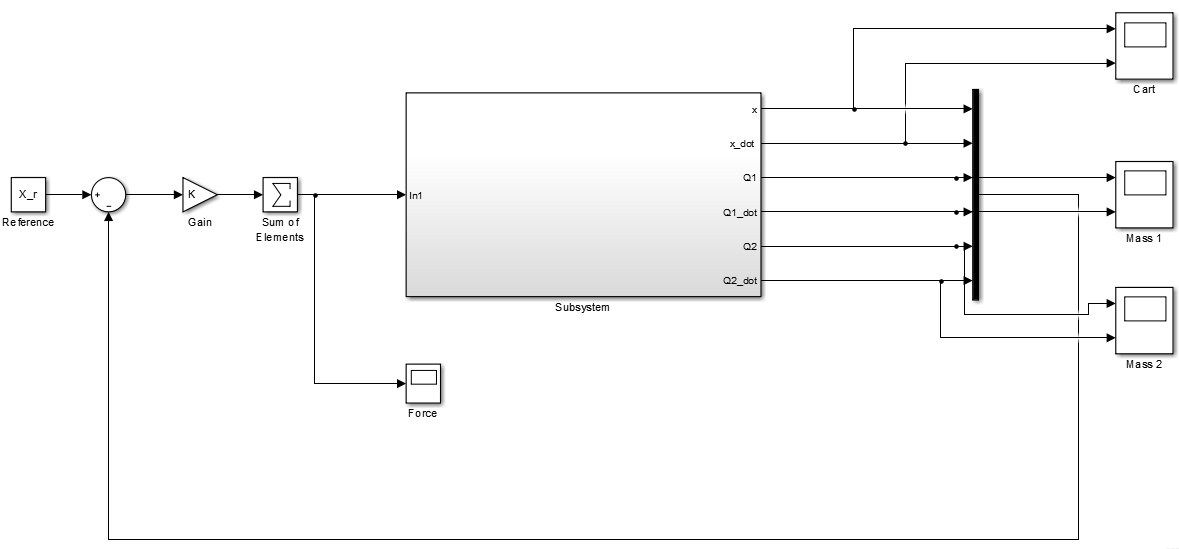 Cart
x
x_dot
Q1
X_r
+
−
K
In1
Reference
Gain
Sum of
Elements
Q1_dot
Mass 1
Q2
Q2_dot
Subsystem
Mass 2
Force